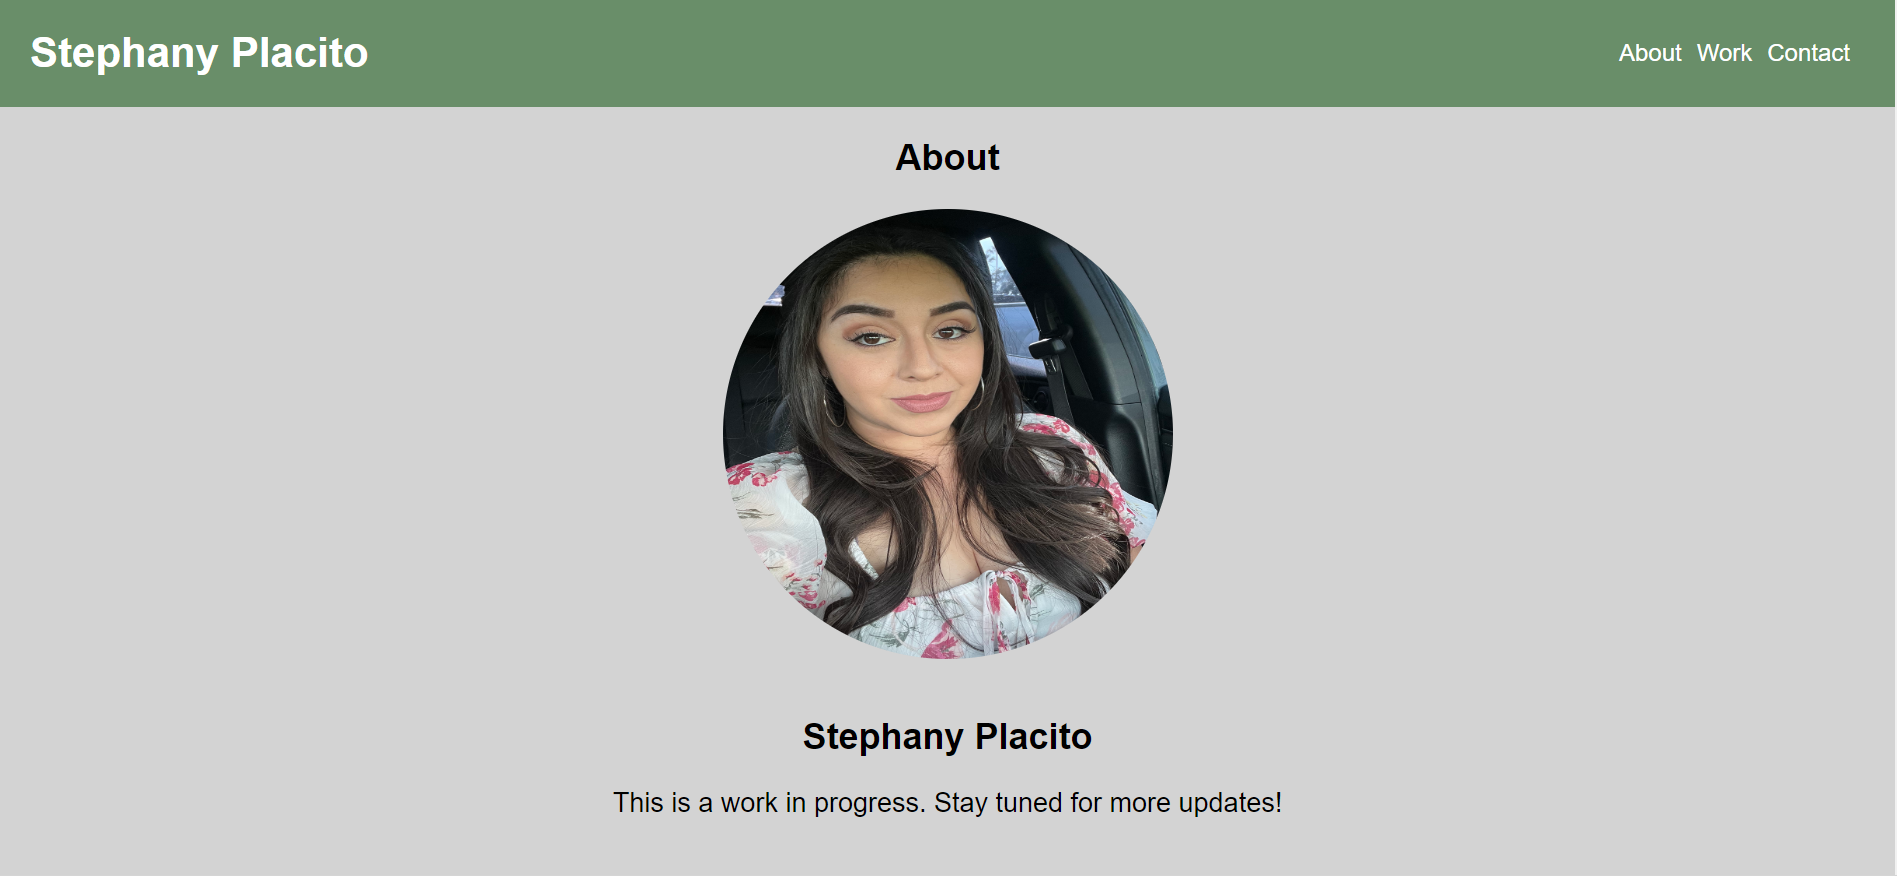 Stephany Placito
About Work Contact
About
Stephany Placito
This is a work in progress. Stay tuned for more updates!